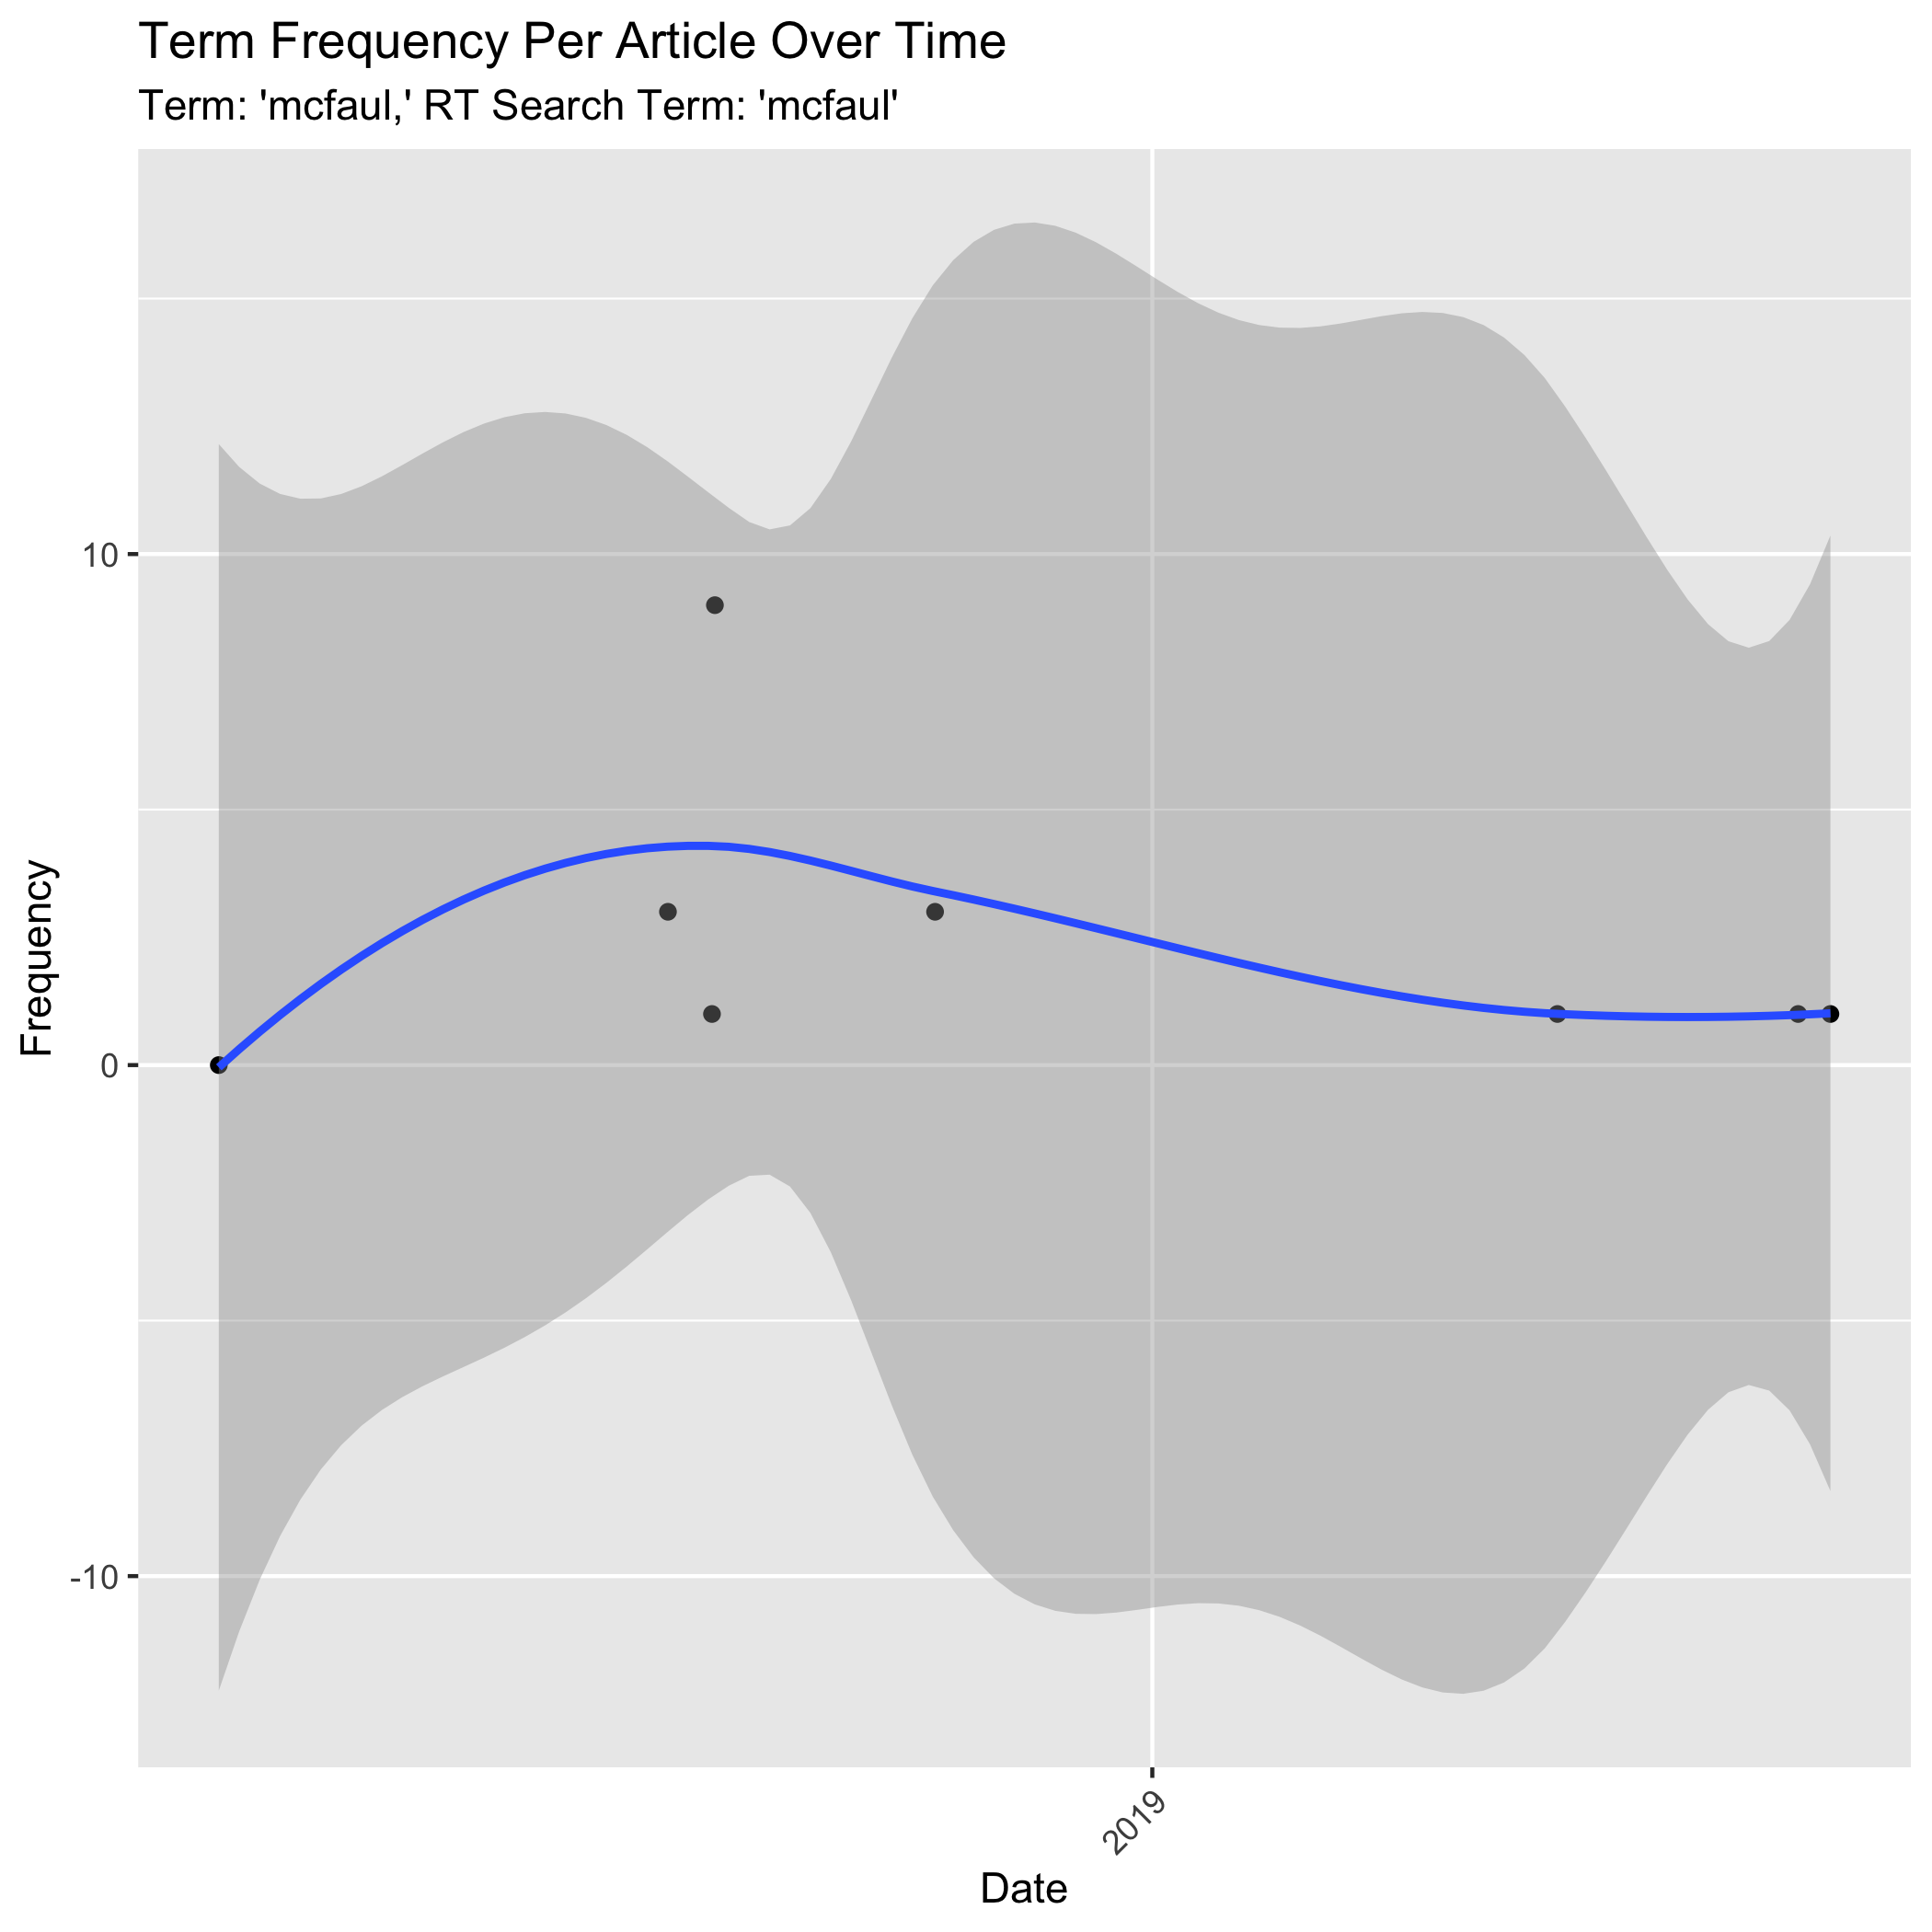 Term Frequency Per Article Over Time
Term: 'mcfaul,' RT Search Term: 'mcfaul'
Frequency
10
0
-10
2019
Date